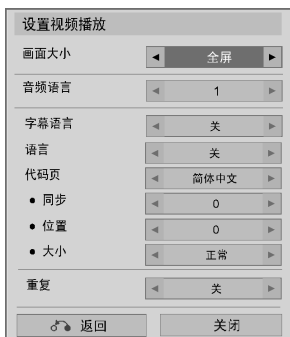 设置视频播放
画面大小 ◄ 全屏 ►
音频语言 ◄ 1 ►
字幕语言 ◄ 关 ►
语言 ◄ 关 ►
代码页 ◄ 简体中文 ►
● 同步 ◄ 0 ►
● 位置 ◄ 0 ►
● 大小 ◄ 正常 ►
重复 ◄ 关 ►
返回 关闭